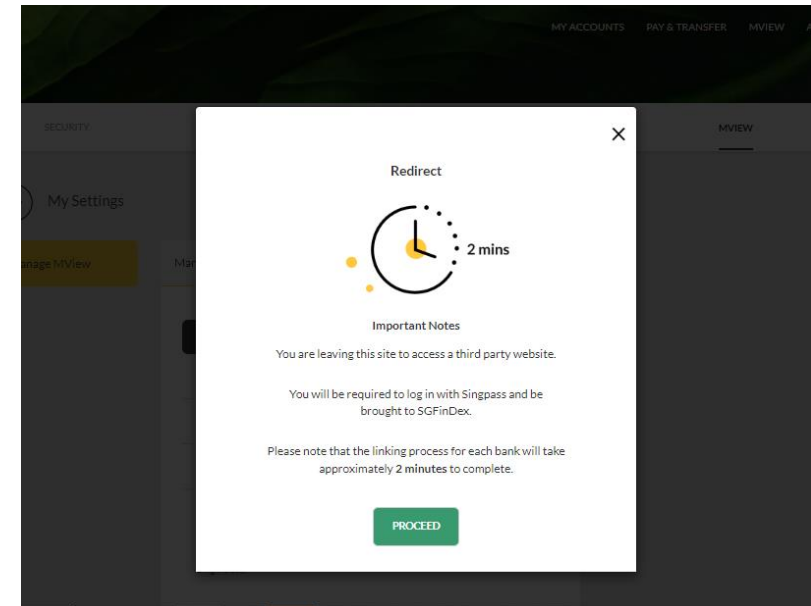 MY ACCOUNTS PAY & TRANSFER MVIEW
SECURITY
MVIEW
Redirect
My Settings
2 mins
Manage MView
Important Notes
You are leaving this site to access a third party website.
You will be required to log in with Singpass and be
brought to SGFinDex.
Please note that the linking process for each bank will take
approximately 2 minutes to complete.
PROCEED